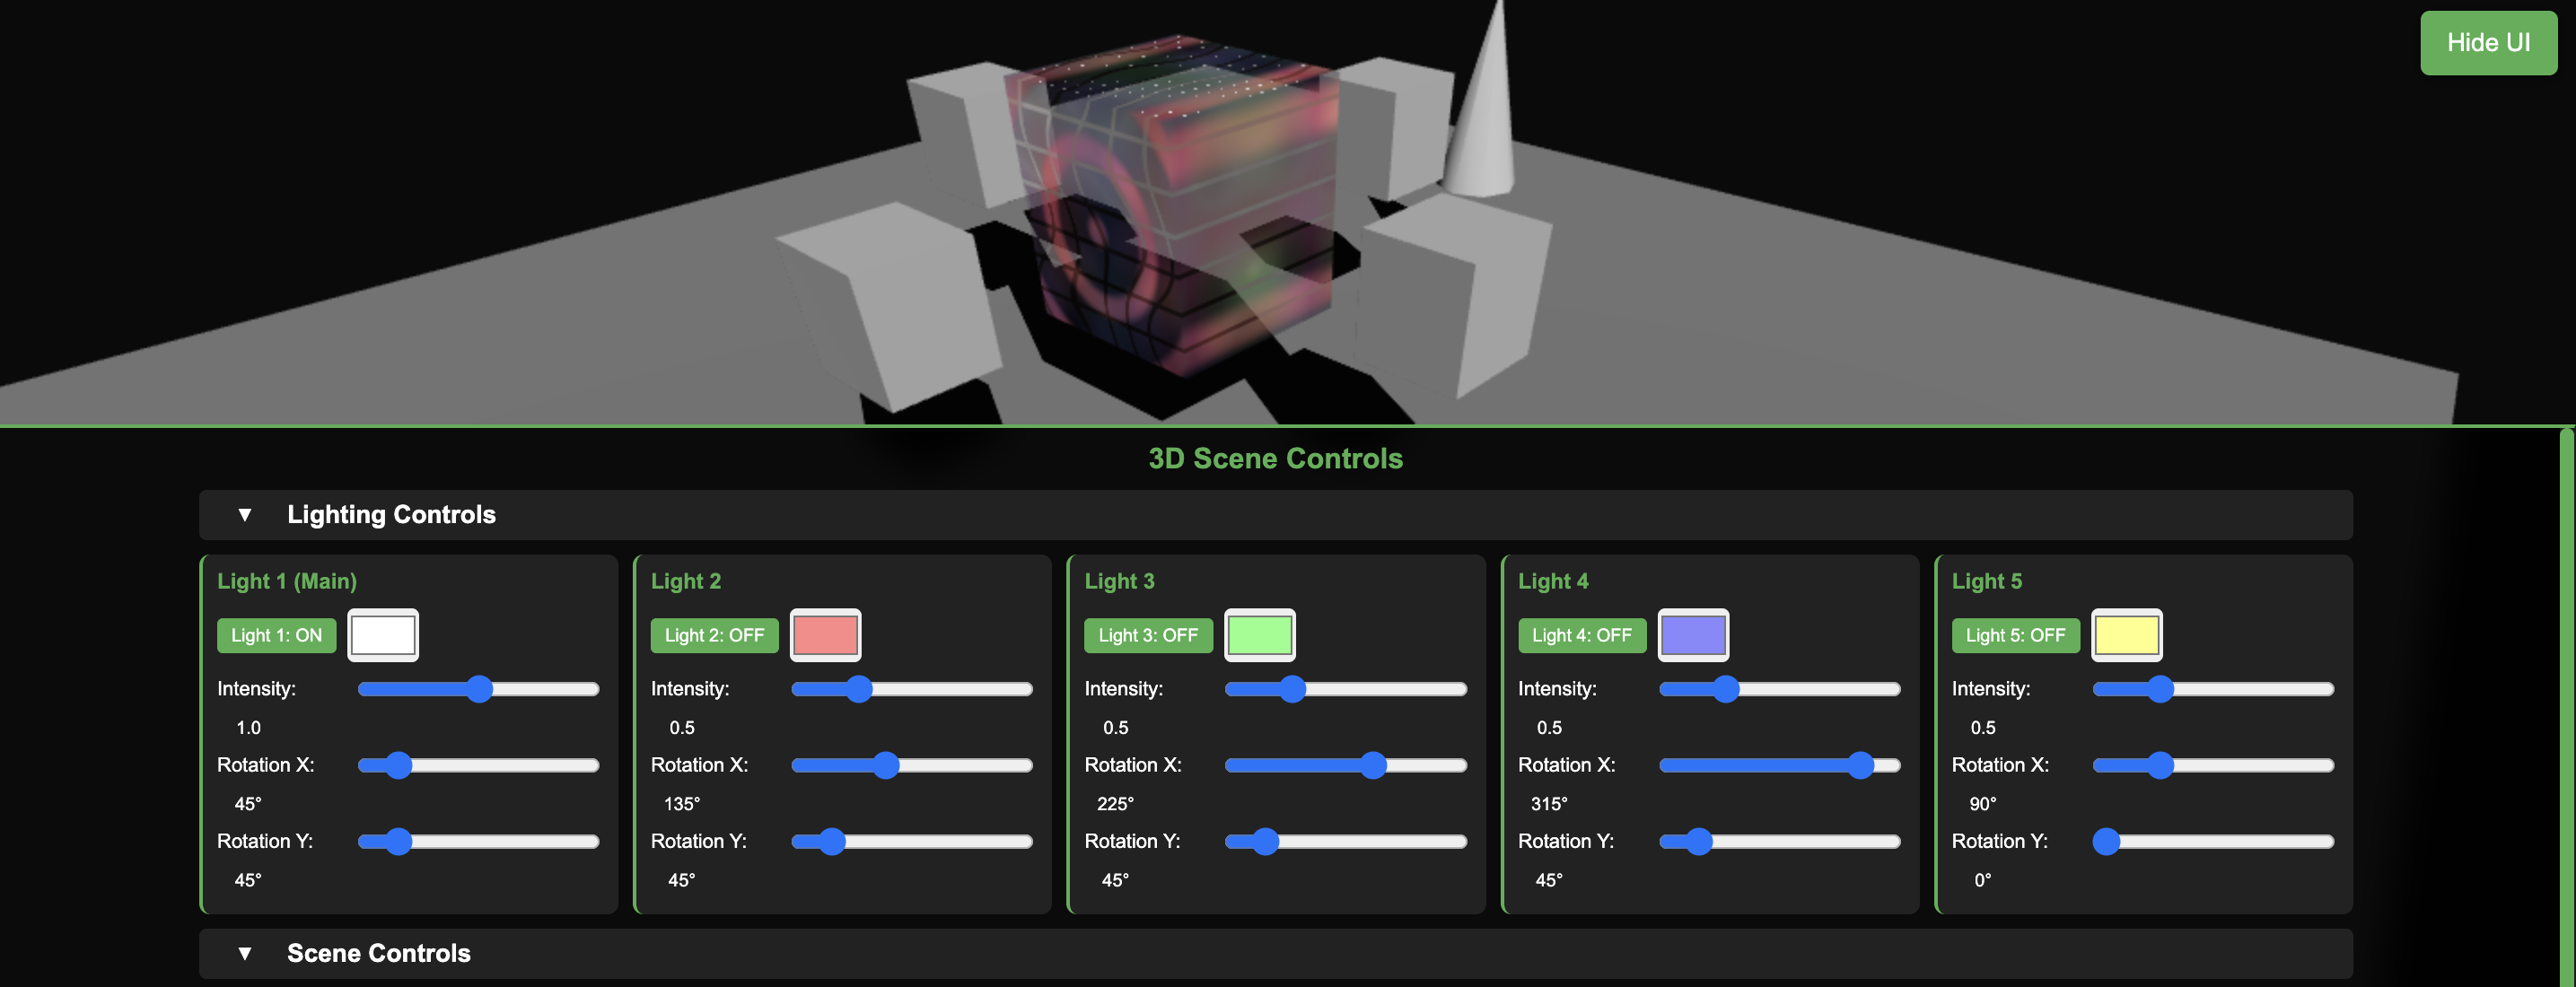 Hide UI
3D Scene Controls
▼ Lighting Controls
Light 1 (Main)
Light 1: ON
Intensity:
1.0
Rotation X:
45°
Rotation Y:
45°
Light 2
Light 2: OFF
Intensity:
0.5
Rotation X:
135°
Rotation Y:
45°
Light 3
Light 3: OFF
Intensity:
0.5
Rotation X:
225°
Rotation Y:
45°
Light 4
Light 4: OFF
Intensity:
0.5
Rotation X:
315°
Rotation Y:
45°
Light 5
Light 5: OFF
Intensity:
0.5
Rotation X:
90°
Rotation Y:
0°
▼ Scene Controls